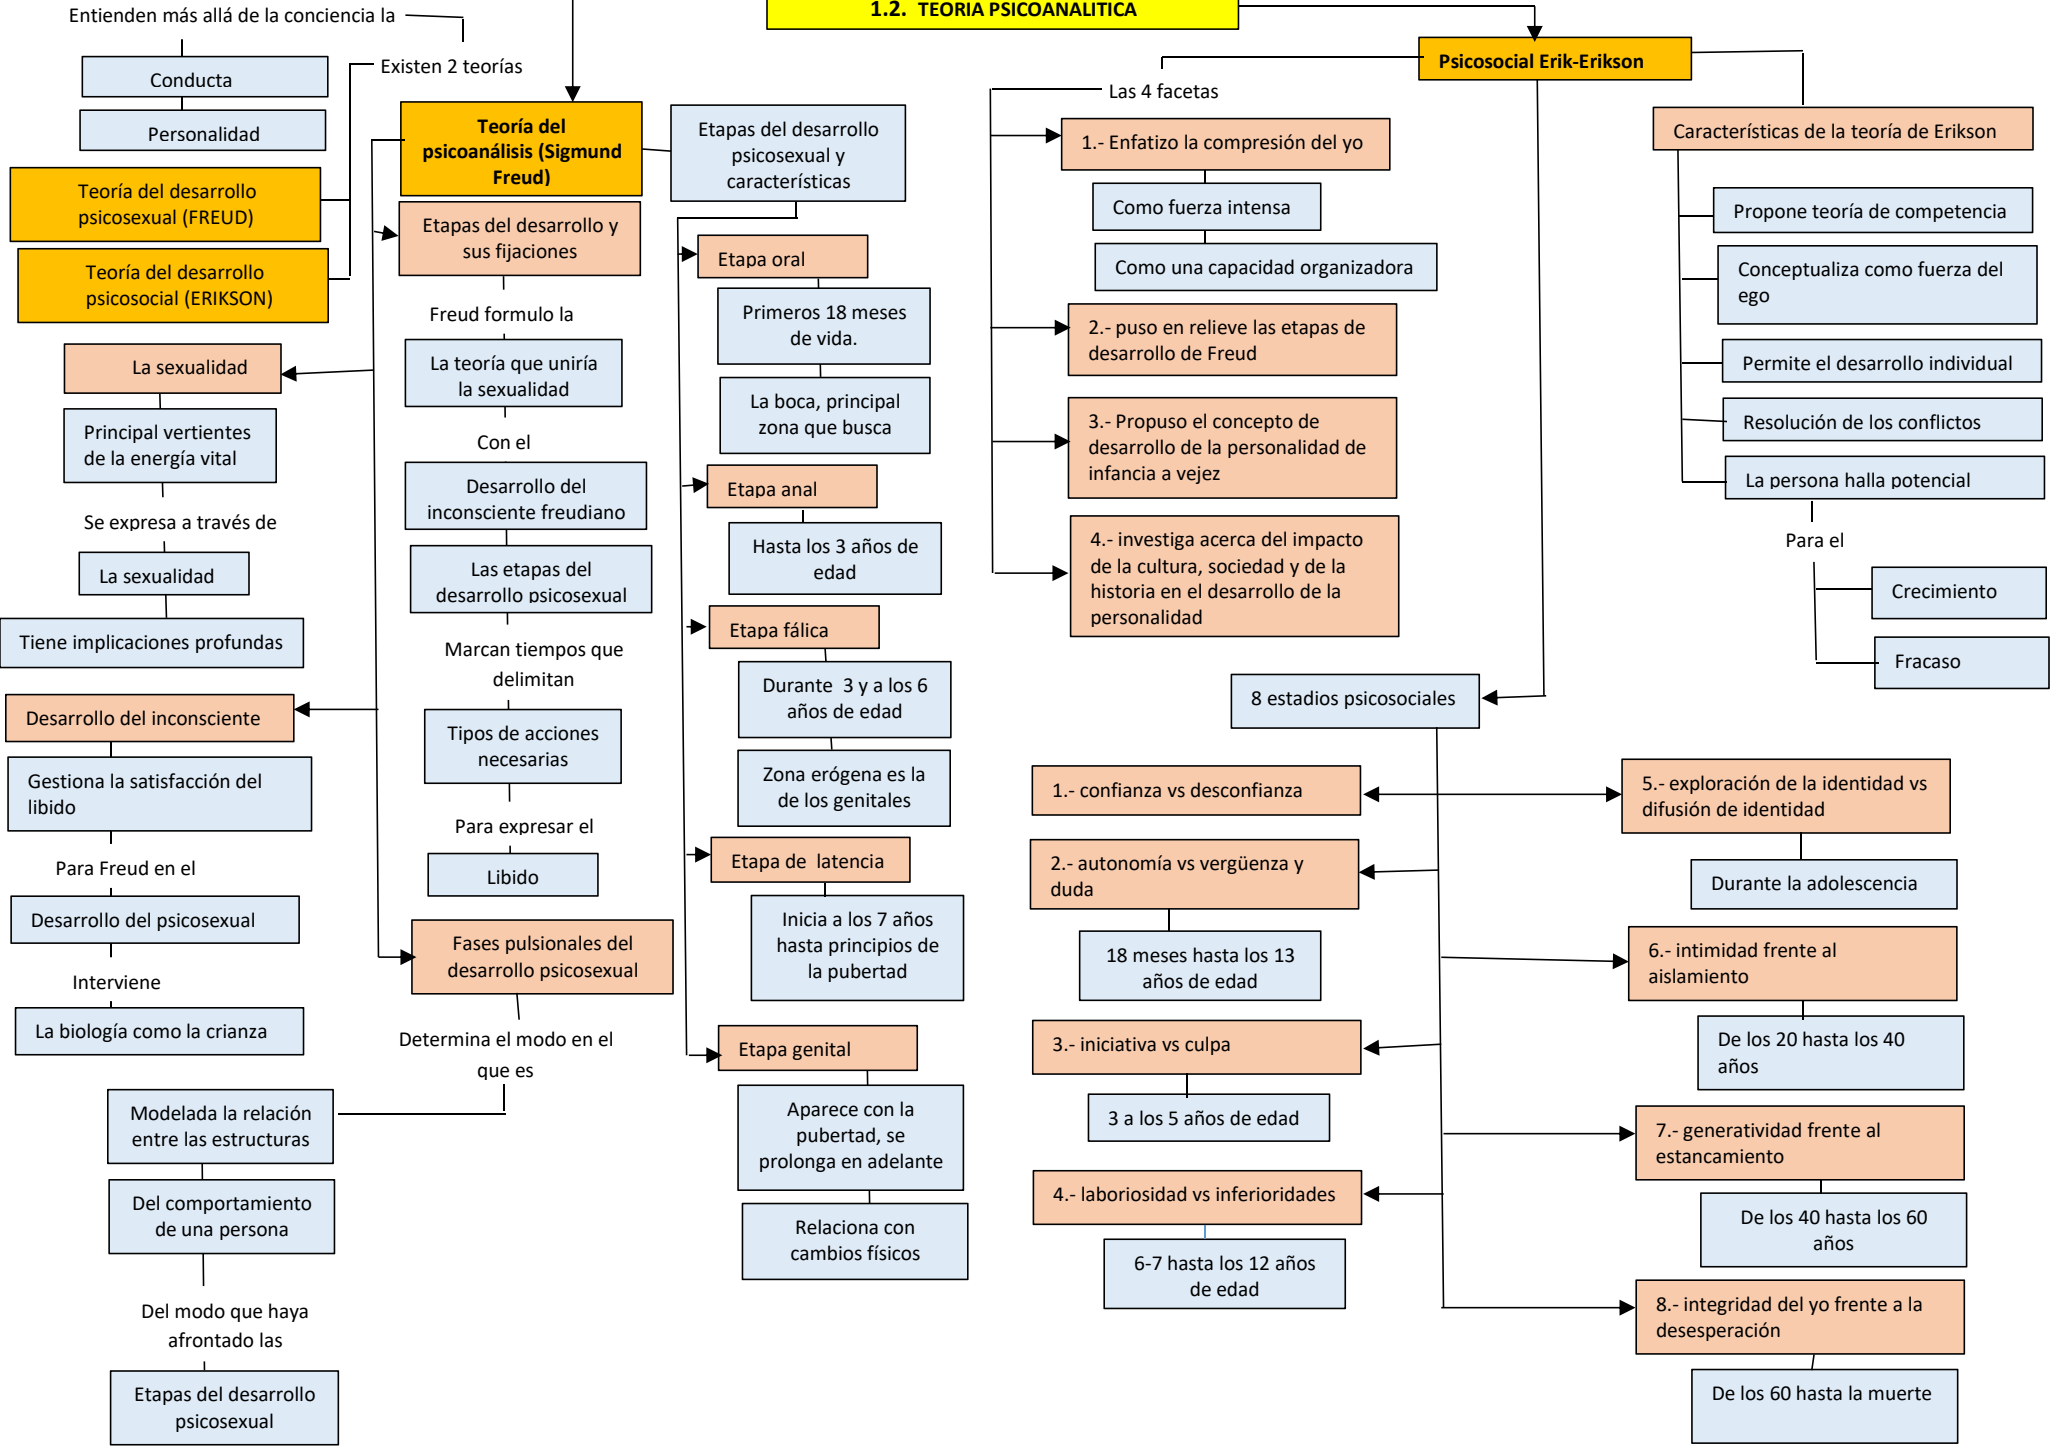 1.2. TEORIA PSICOANALITICA
Entienden más allá de la conciencia la
Conducta
Personalidad
Existen 2 teorías
Teoría del desarrollo
psicosexual (FREUD)
Teoría del desarrollo
psicosocial (ERIKSON)
Teoría del
psicoanálisis (Sigmund
Freud)
La sexualidad
Principal vertientes
de la energía vital
Se expresa a través de
La sexualidad
Tiene implicaciones profundas
Desarrollo del inconsciente
Gestiona la satisfacción del
libido
Para Freud en el
Desarrollo del psicosexual
Interviene
La biología como la crianza
Etapas del desarrollo y
sus fijaciones
Freud formulo la
La teoría que uniría
la sexualidad
Con el
Desarrollo del
inconsciente freudiano
Las etapas del
desarrollo psicosexual
Marcan tiempos que
delimitan
Tipos de acciones
necesarias
Para expresar el
Libido
Fases pulsionales del
desarrollo psicosexual
Determina el modo en el
que es
Modelada la relación
entre las estructuras
Del comportamiento
de una persona
Del modo que haya
afrontado las
Etapas del desarrollo
psicosexual
Etapas del desarrollo
psicosexual y
características
Etapa oral
Primeros 18 meses
de vida.
La boca, principal
zona que busca
Etapa anal
Hasta los 3 años de
edad
Etapa fálica
Durante 3 y a los 6
años de edad
Zona erógena es la
de los genitales
Etapa de latencia
Inicia a los 7 años
hasta principios de
la pubertad
Etapa genital
Aparece con la
pubertad, se
prolonga en adelante
Relaciona con
cambios físicos
Psicosocial Erik-Erikson
Las 4 facetas
1.- Enfatizo la compresión del yo
Como fuerza intensa
Como una capacidad organizadora
2.- puso en relieve las etapas de
desarrollo de Freud
3.- Propuso el concepto de
desarrollo de la personalidad de
infancia a vejez
4.- investiga acerca del impacto
de la cultura, sociedad y de la
historia en el desarrollo de la
personalidad
Características de la teoría de Erikson
Propone teoría de competencia
Conceptualiza como fuerza del
ego
Permite el desarrollo individual
Resolución de los conflictos
La persona halla potencial
Para el
Crecimiento
Fracaso
8 estadios psicosociales
1.- confianza vs desconfianza
2.- autonomía vs vergüenza y
duda
18 meses hasta los 13
años de edad
3.- iniciativa vs culpa
3 a los 5 años de edad
4.- laboriosidad vs inferioridades
6-7 hasta los 12 años
de edad
5.- exploración de la identidad vs
difusión de identidad
Durante la adolescencia
6.- intimidad frente al
aislamiento
De los 20 hasta los 40
años
7.- generatividad frente al
estancamiento
De los 40 hasta los 60
años
8.- integridad del yo frente a la
desesperación
De los 60 hasta la muerte